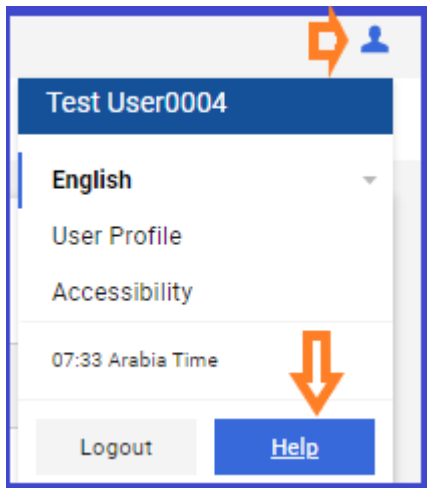 Test User0004
English
User Profile
Accessibility
07:33 Arabia Time
Logout Help